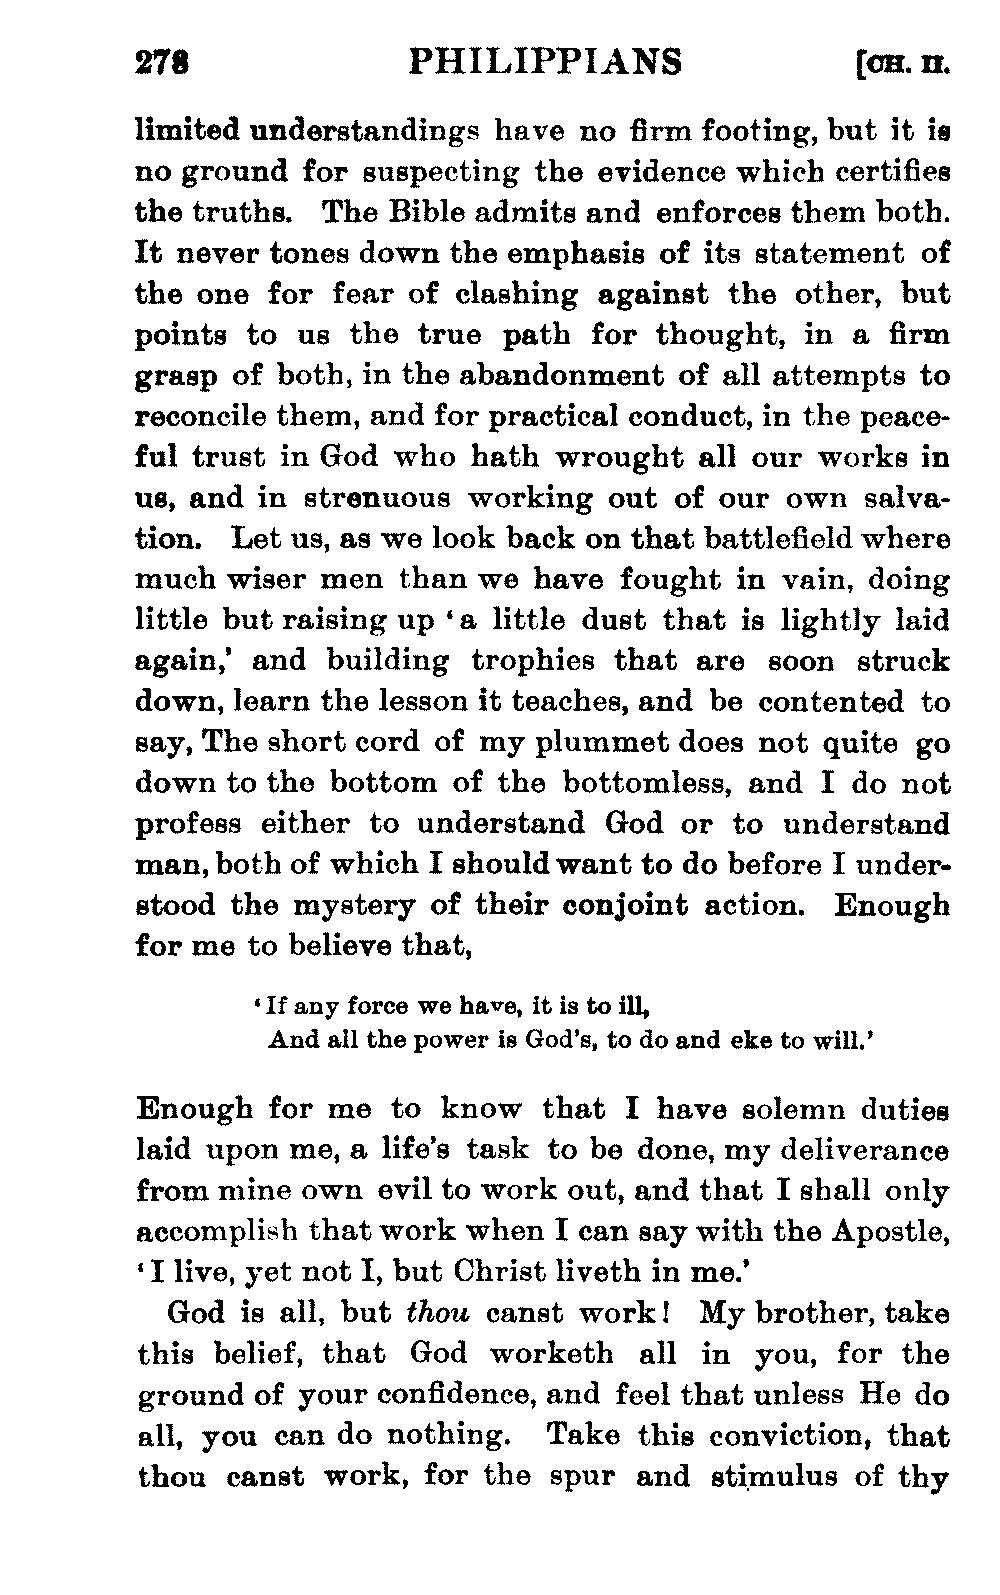 278 PHILIPPIANS [CH. II.
limited understandings have no firm footing, but it is
no ground for suspecting the evidence which certifies
the truths. The Bible admits and enforces them both.
It never tones down the emphasis of its statement of
the one for fear of clashing against the other, but
points to us the true path for thought, in a firm
grasp of both, in the abandonment of all attempts to
reconcile them, and for practical conduct, in the peace-
ful trust in God who hath wrought all our works in
us, and in strenuous working out of our own salva-
tion. Let us, as we look back on that battlefield where
much wiser men than we have fought in vain, doing
little but raising up ‘a little dust that is lightly laid
again,’ and building trophies that are soon struck
down, learn the lesson it teaches, and be contented to
say, The short cord of my plummet does not quite go
down to the bottom of the bottomless, and I do not
profess either to understand God or to understand
man, both of which I should want to do before I under-
stood the mystery of their conjoint action. Enough
for me to believe that,
‘If any force we have, it is to ill,
And all the power is God’s, to do and eke to will.’
Enough for me to know that I have solemn duties
laid upon me, a life’s task to be done, my deliverance
from mine own evil to work out, and that I shall only
accomplish that work when I can say with the Apostle,
‘I live, yet not I, but Christ liveth in me.’
God is all, but thou canst work! My brother, take
this belief, that God worketh all in you, for the
ground of your confidence, and feel that unless He do
all, you can do nothing. Take this conviction, that
thou canst work, for the spur and stimulus of thy